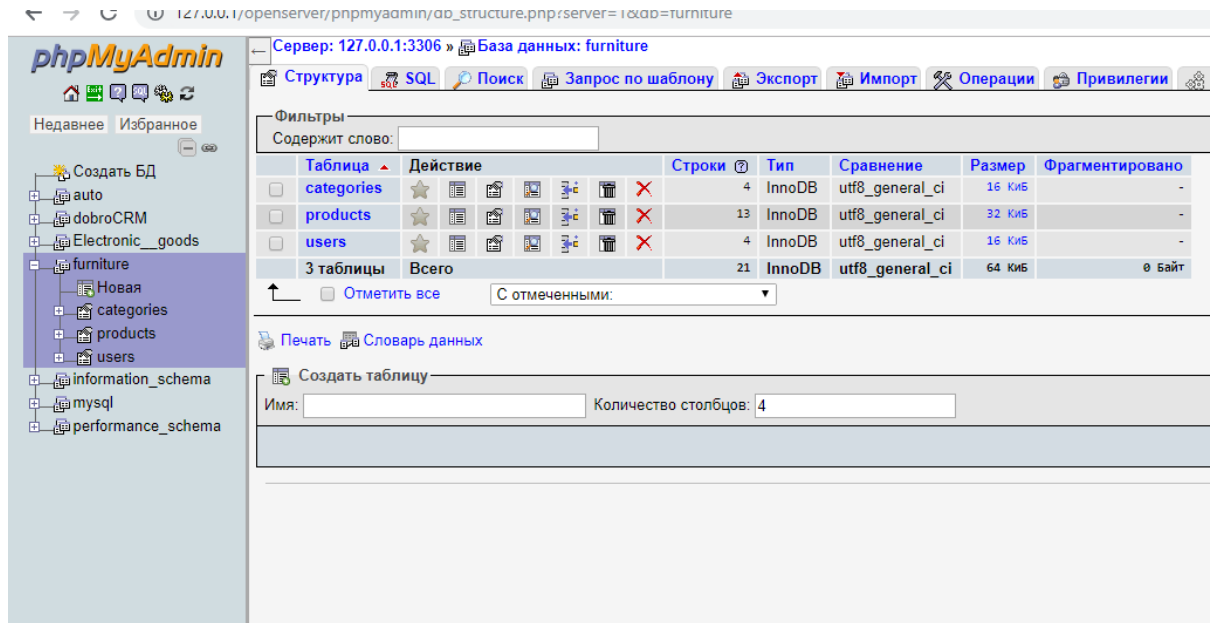 127.0.0.1/openserver/phpmyadmin/db_structure.php?server=1&db=furniture
phpMyAdmin
Недавнее Избранное
Создать БД
auto
dobroCRM
Electronic__goods
furniture
Новая
categories
products
users
information_schema
mysql
performance_schema
Сервер: 127.0.0.1:3306 » База данных: furniture
Структура SQL Поиск Запрос по шаблону Экспорт Импорт Операции Привилегии
Фильтры
Содержит слово:
Таблица Действие Строки Тип Сравнение Размер Фрагментировано
categories 4 InnoDB utf8_general_ci 16 КиБ -
products 13 InnoDB utf8_general_ci 32 КиБ -
users 4 InnoDB utf8_general_ci 16 КиБ -
3 таблицы Всего 21 InnoDB utf8_general_ci 64 КиБ 0 Байт
Отметить все С отмеченными:
Печать Словарь данных
Создать таблицу
Имя: Количество столбцов: 4